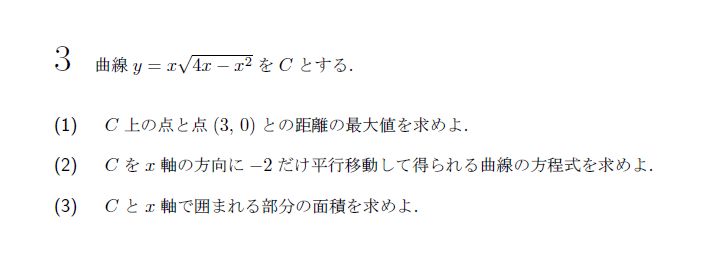 3 曲線 y = x√(4x − x²) を C とする.
(1) C 上の点と点 (3, 0) との距離の最大値を求めよ.
(2) C を x 軸の方向に −2 だけ平行移動して得られる曲線の方程式を求めよ.
(3) C と x 軸で囲まれる部分の面積を求めよ.